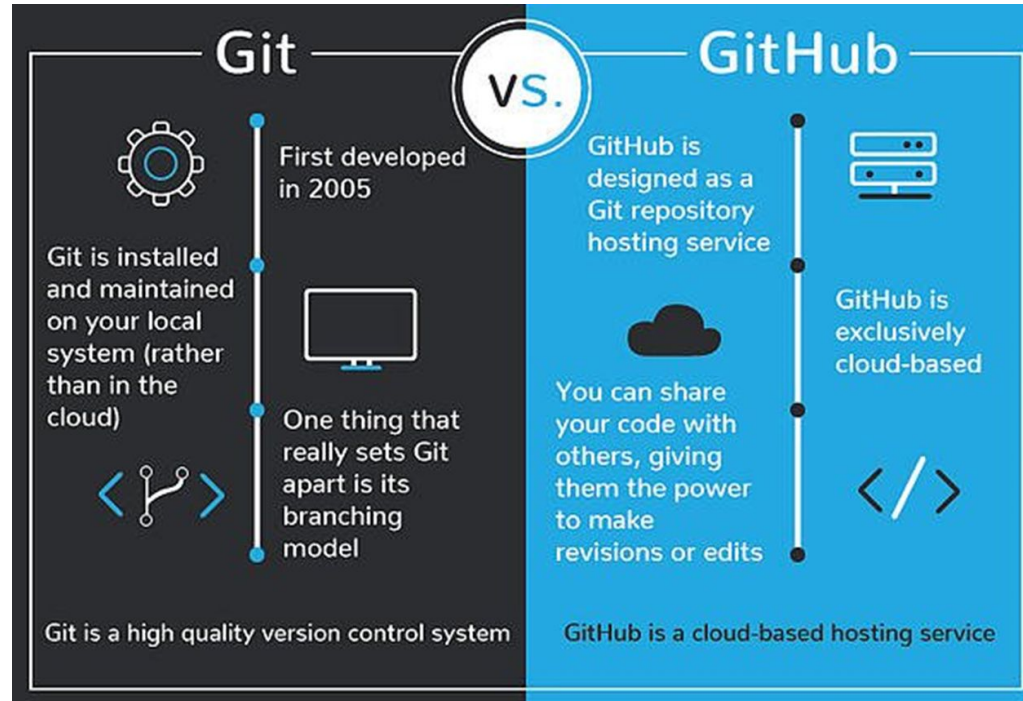 Git
vs.
GitHub
First developed
in 2005
Git is installed
and maintained
on your local
system (rather
than in the
cloud)
One thing that
really sets Git
apart is its
branching
model
Git is a high quality version control system
GitHub is
designed as a
Git repository
hosting service
GitHub is
exclusively
cloud-based
You can share
your code with
others, giving
them the power
to make
revisions or edits
GitHub is a cloud-based hosting service